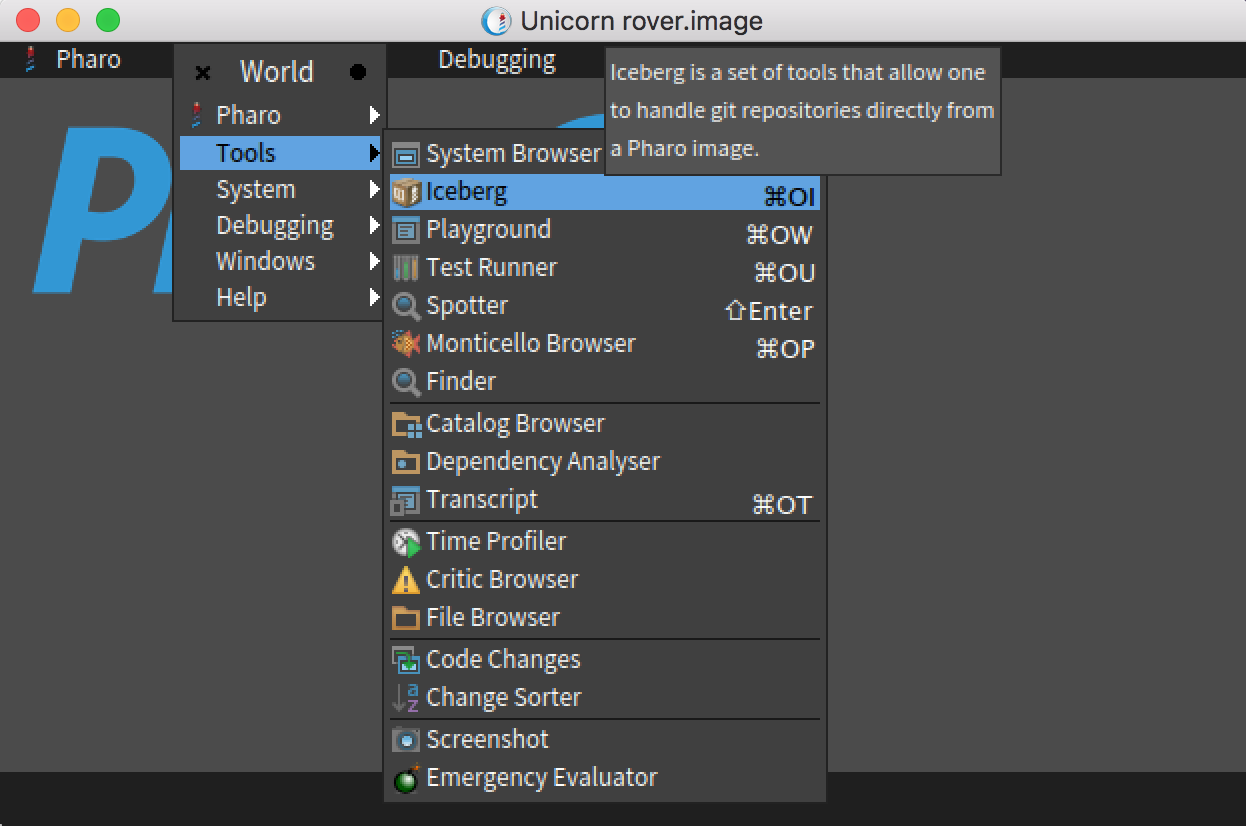 Unicorn rover.image
Pharo
Debugging
World
Pharo
Tools
System
Debugging
Windows
Help
Iceberg is a set of tools that allow one
to handle git repositories directly from
a Pharo image.
System Browser
Iceberg ⌘OI
Playground ⌘OW
Test Runner ⌘OU
Spotter ⇧Enter
Monticello Browser ⌘OP
Finder
Catalog Browser
Dependency Analyser
Transcript ⌘OT
Time Profiler
Critic Browser
File Browser
Code Changes
Change Sorter
Screenshot
Emergency Evaluator